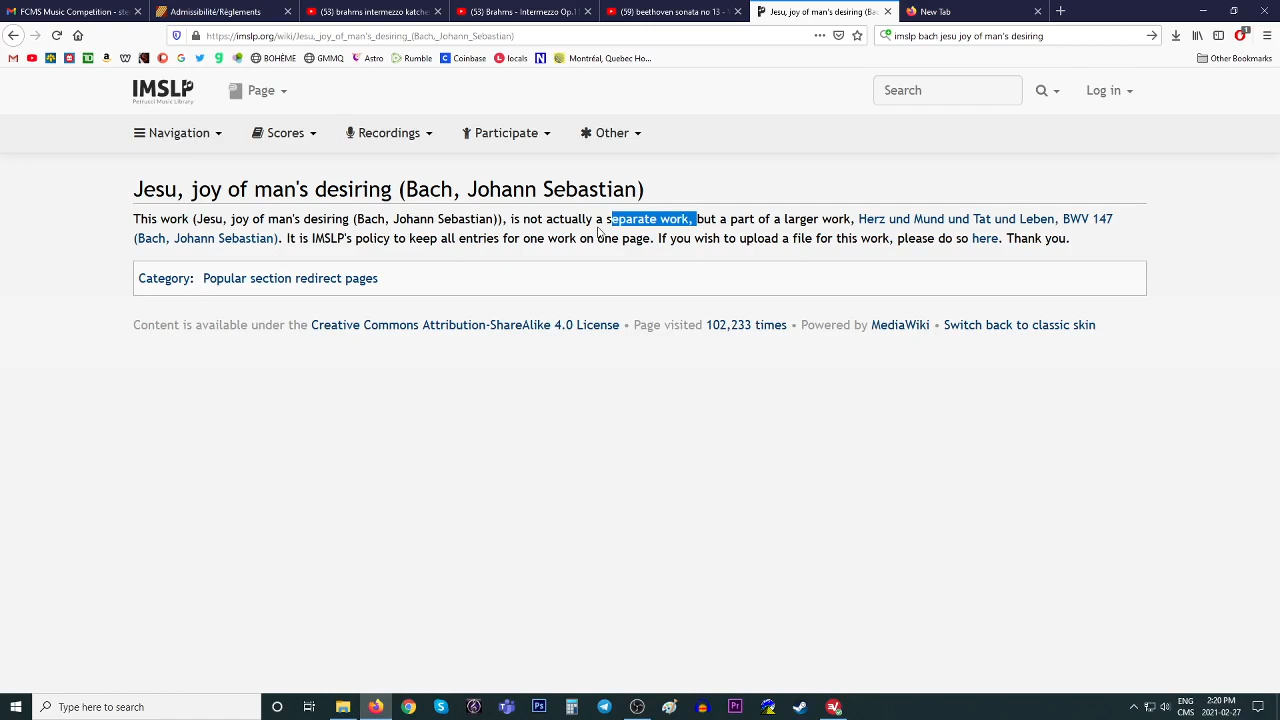 FCMS Music Competition - ste
Admissibilité/Règlements
(53) brahms intermezzo katche
(53) Brahms - Intermezzo Op.11
(59) beethoven sonata no 13 -
Jesu, joy of man's desiring (Ba
New Tab
https://imslp.org/wiki/Jesu,_joy_of_man's_desiring_(Bach,_Johann_Sebastian)
imslp bach jesu joy of man's desiring
1
BOHÈME
GMMQ
Astro
Rumble
Coinbase
locals
Montréal, Quebec Ho...
Other Bookmarks
IMSLP
Petrucci Music Library
Page
Search
Log in
Navigation
Scores
Recordings
Participate
Other
Jesu, joy of man's desiring (Bach, Johann Sebastian)
This work (Jesu, joy of man's desiring (Bach, Johann Sebastian)), is not actually a separate work, but a part of a larger work, Herz und Mund und Tat und Leben, BWV 147
(Bach, Johann Sebastian). It is IMSLP's policy to keep all entries for one work on one page. If you wish to upload a file for this work, please do so here. Thank you.
Category: Popular section redirect pages
Content is available under the Creative Commons Attribution-ShareAlike 4.0 License • Page visited 102,233 times • Powered by MediaWiki • Switch back to classic skin
Type here to search
ENG
CMS
2:20 PM
2021-02-27